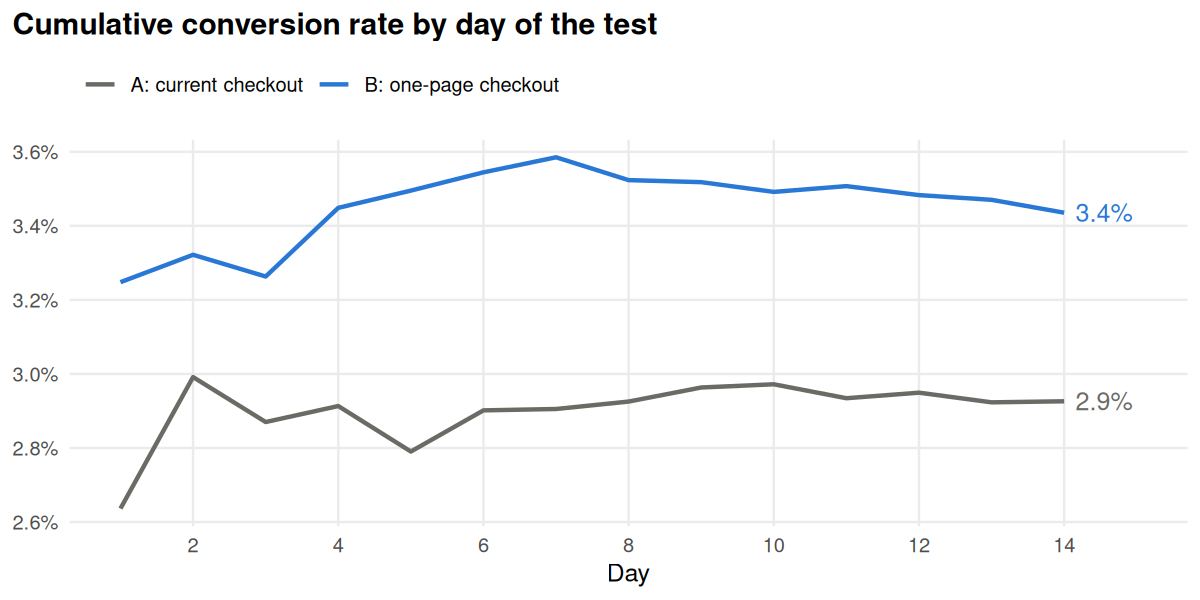 Cumulative conversion rate by day of the test
A: current checkout B: one-page checkout
3.6%
3.4%
3.4%
3.2%
3.0%
2.9%
2.8%
2.6%
2 4 6 8 10 12 14
Day